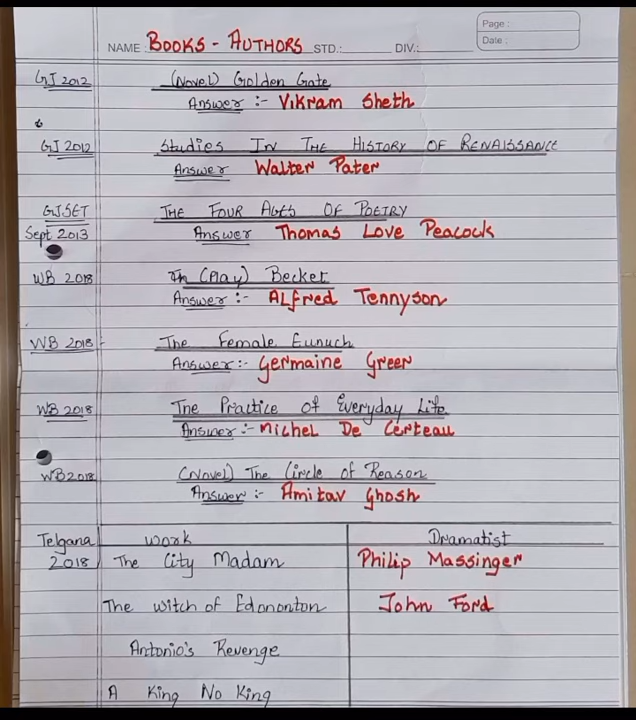 Page :
Date :
NAME BOOKS - AUTHORS STD.: DIV.:
GJ 2012 (Novel) Golden Gate
Answer :- Vikram Sheth
GJ 2012 Studies IN THE HISTORY OF RENAISSANCE
Answer Walter Pater
GJSET THE FOUR AGES OF POETRY
Sept 2013 Answer Thomas Love Peacock
WB 2018 (Play) Becket
Answer :- Alfred Tennyson
WB 2018 :- The Female Eunuch
Answer :- Germaine Greer
WB 2018 The Practice of Everyday Life
Answer :- Michel De Certeau
WB 2018 (Novel) The Circle of Reason
Answer :- Amitav Ghosh
Telgana Work Dramatist
2018 The City Madam Philip Massinger
The witch of Edmonton John Ford
Antonio's Revenge
A King No King